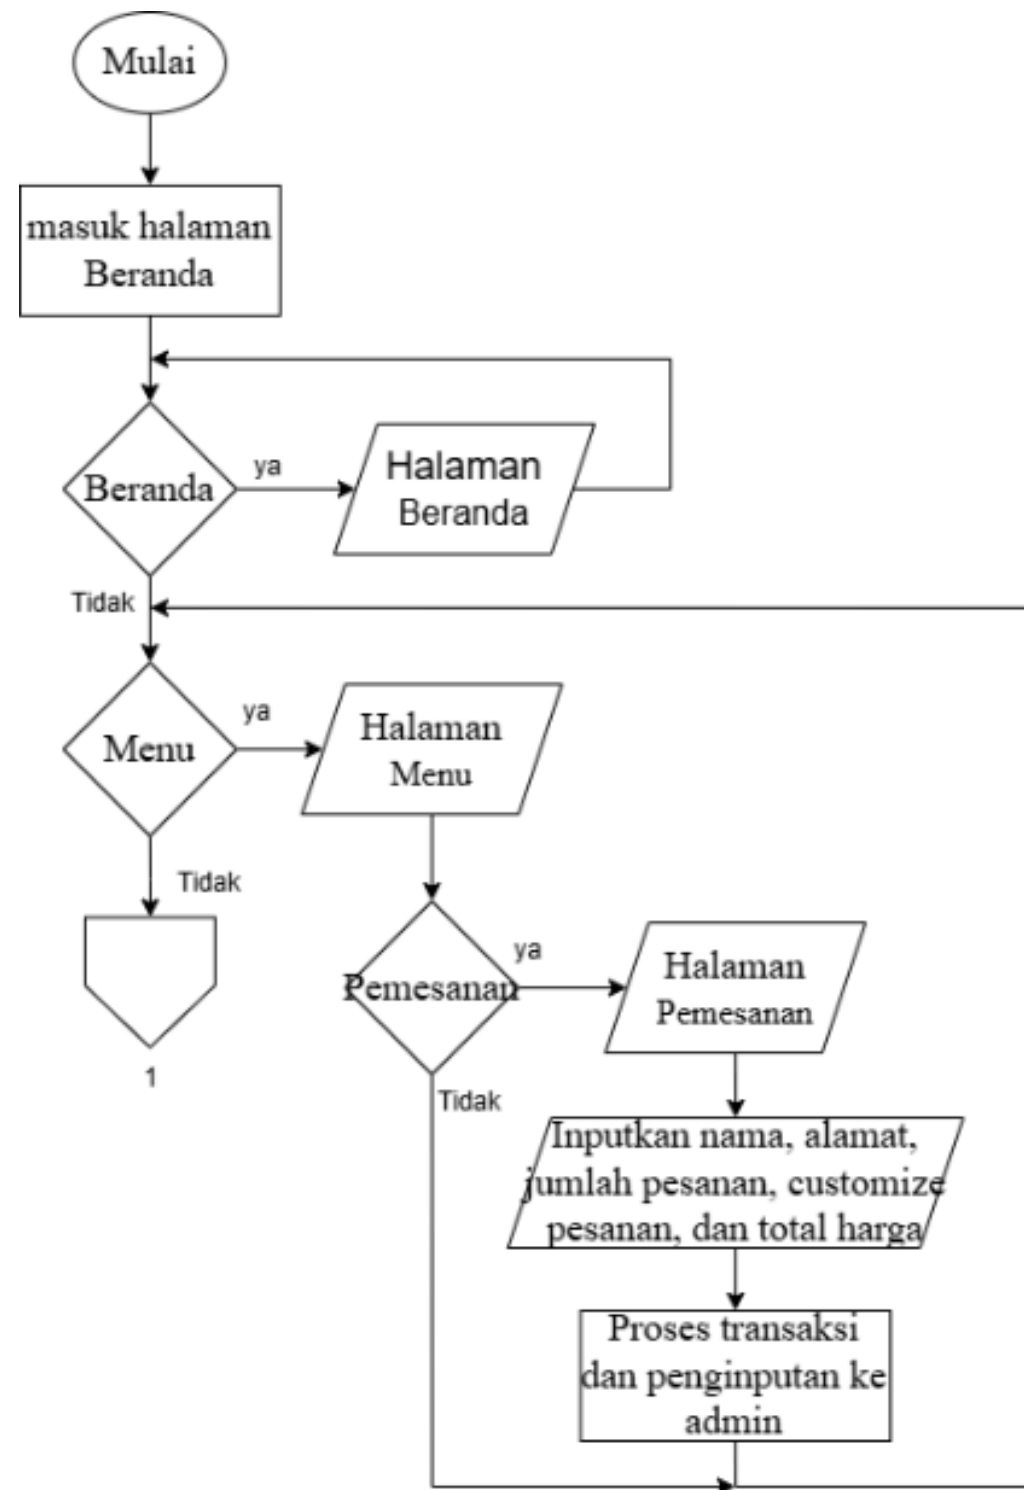 Mulai
masuk halaman
Beranda
Beranda
ya
Halaman
Beranda
Tidak
Menu
ya
Halaman
Menu
Tidak
1
Pemesanan
ya
Halaman
Pemesanan
Tidak
Inputkan nama, alamat,
jumlah pesanan, customize
pesanan, dan total harga
Proses transaksi
dan penginputan ke
admin